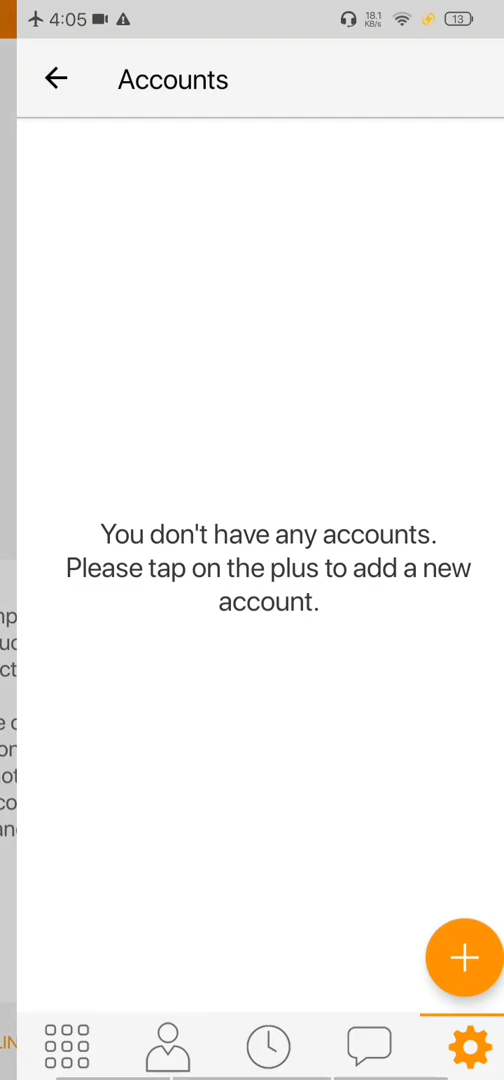 4:05
18.1
KB/s
13
Accounts
You don't have any accounts.
Please tap on the plus to add a new
account.